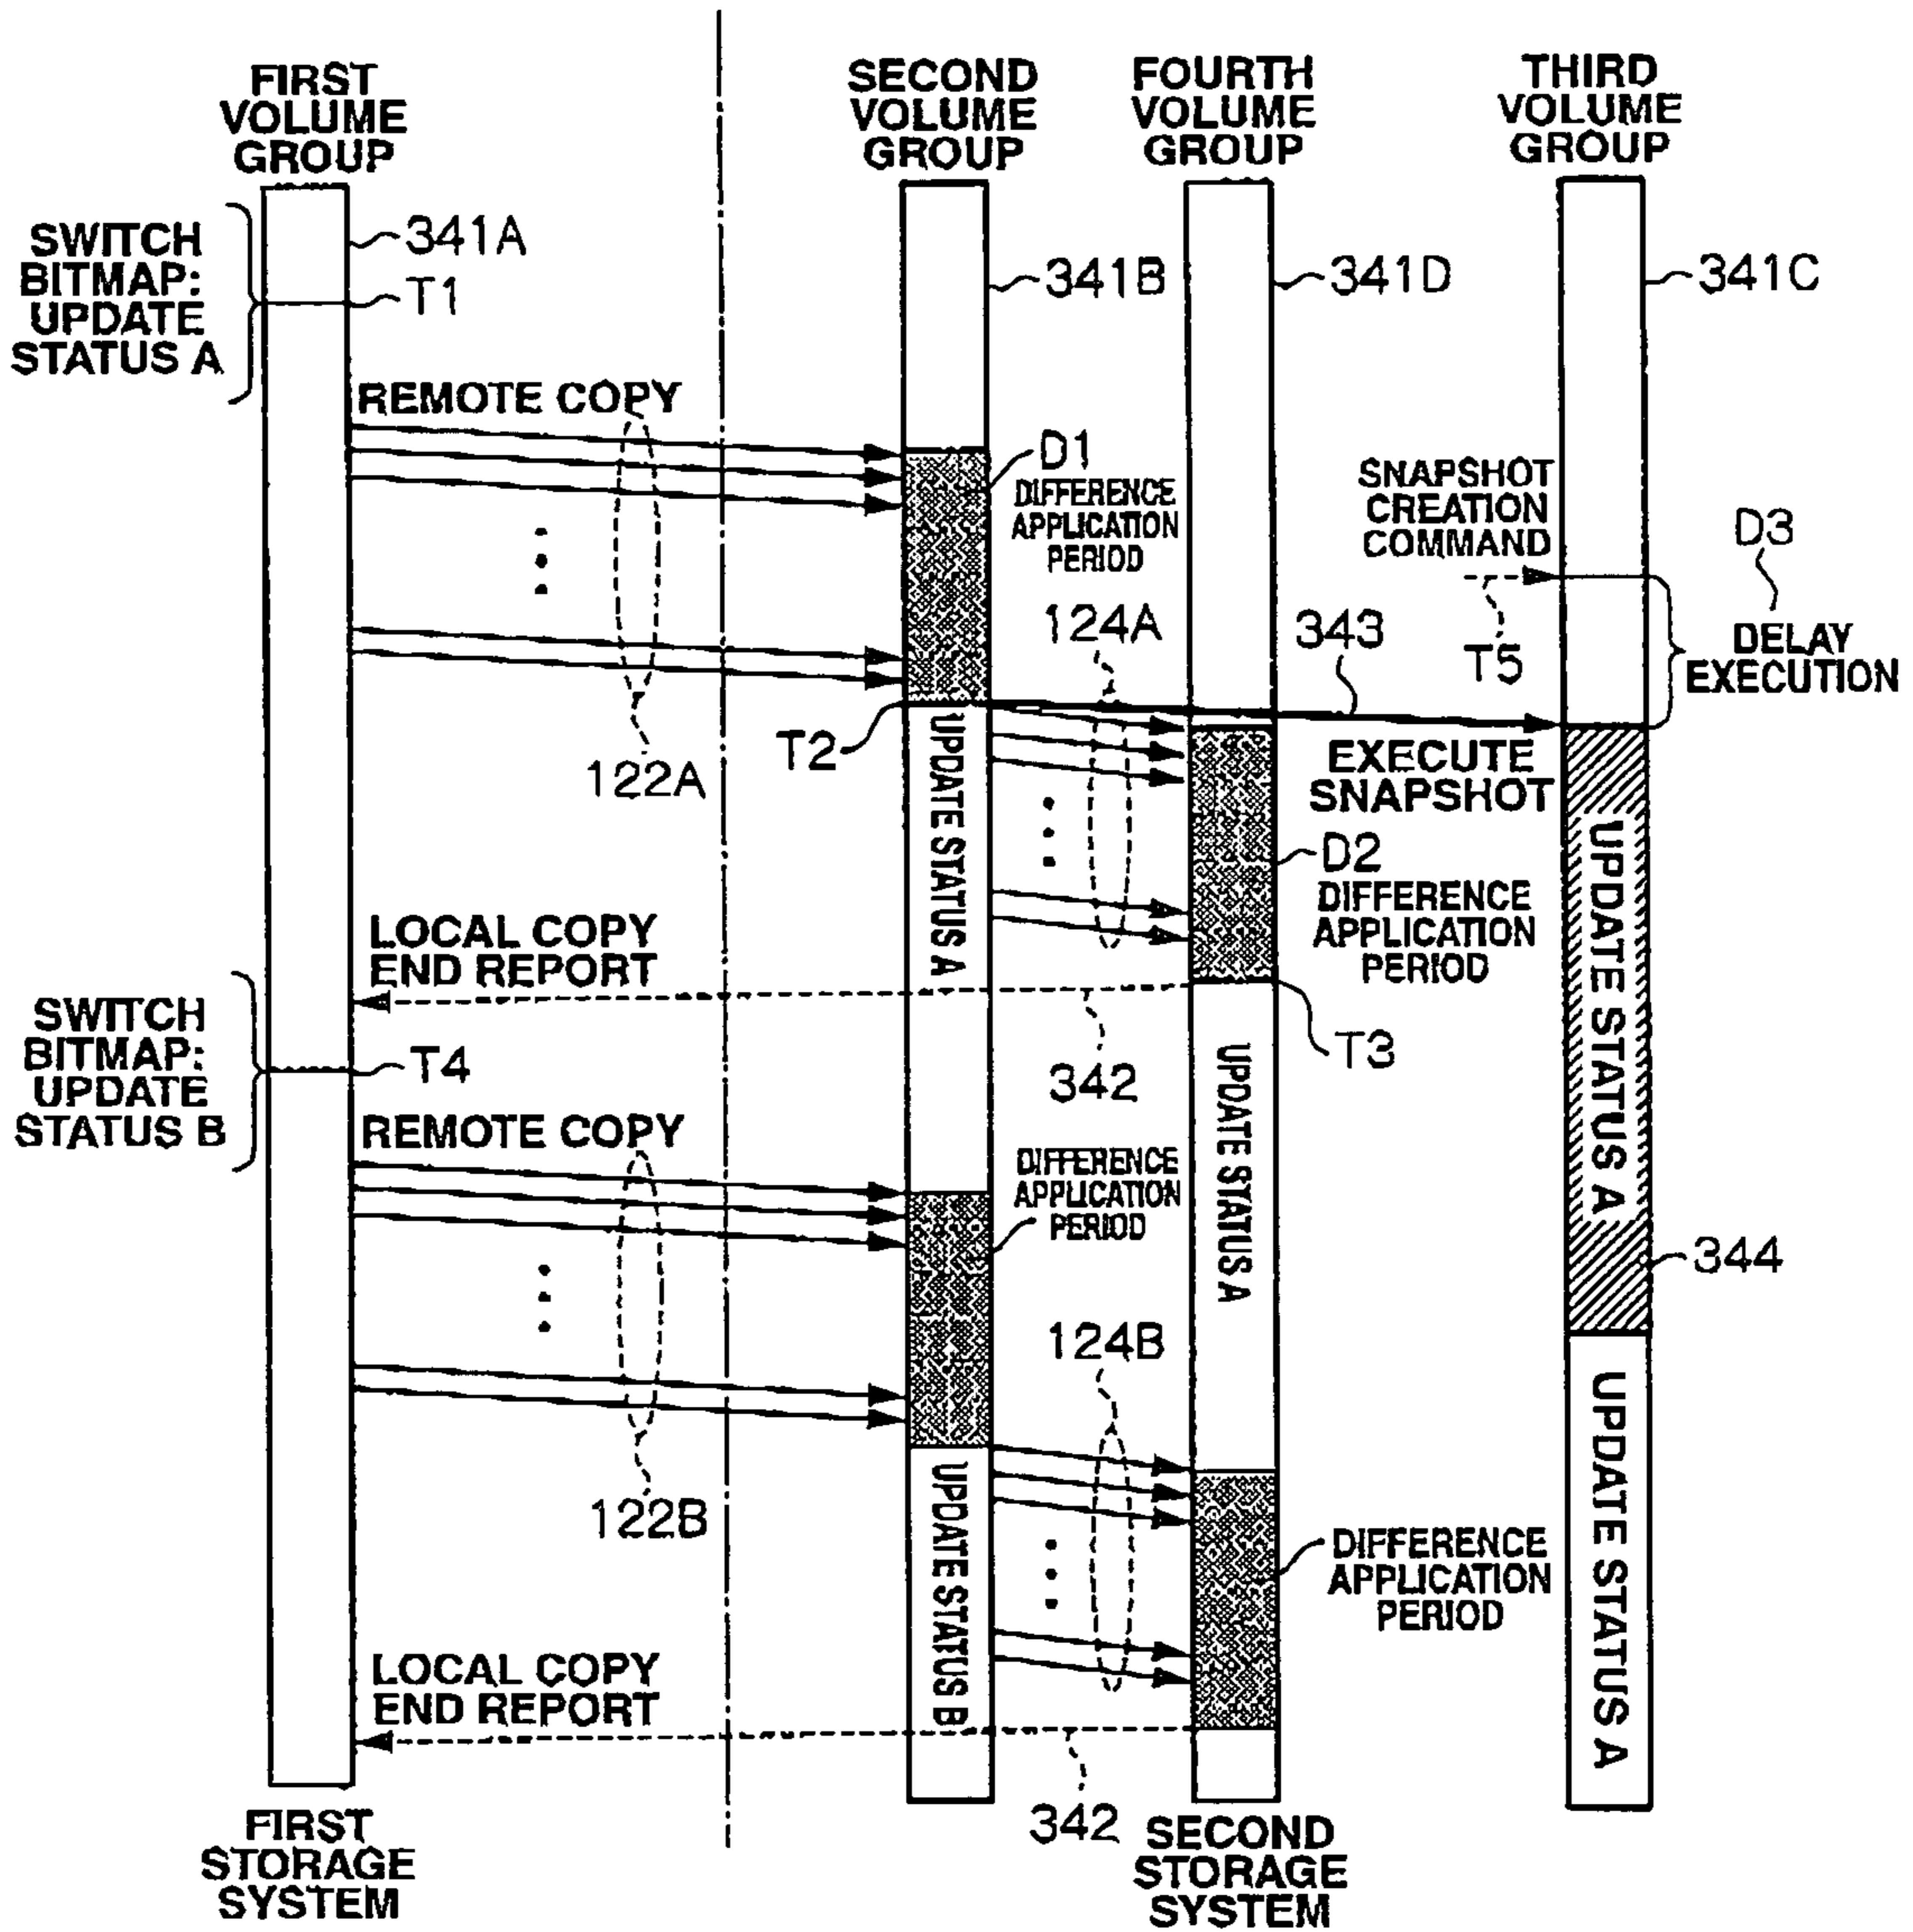 FIRST
VOLUME
GROUP
SECOND
VOLUME
GROUP
FOURTH
VOLUME
GROUP
THIRD
VOLUME
GROUP
SWITCH
BITMAP:
UPDATE
STATUS A
341A
T1
341B
341D
341C
REMOTE COPY
D1
DIFFERENCE
APPLICATION
PERIOD
SNAPSHOT
CREATION
COMMAND
D3
T5
DELAY
EXECUTION
124A
343
122A
T2
UPDATE STATUS A
EXECUTE
SNAPSHOT
D2
DIFFERENCE
APPLICATION
PERIOD
UPDATE STATUS A
LOCAL COPY
END REPORT
SWITCH
BITMAP:
UPDATE
STATUS B
T4
342
T3
UPDATE STATUS A
REMOTE COPY
DIFFERENCE
APPLICATION
PERIOD
344
124B
122B
UPDATE STATUS B
DIFFERENCE
APPLICATION
PERIOD
UPDATE STATUS A
LOCAL COPY
END REPORT
342
FIRST
STORAGE
SYSTEM
SECOND
STORAGE
SYSTEM